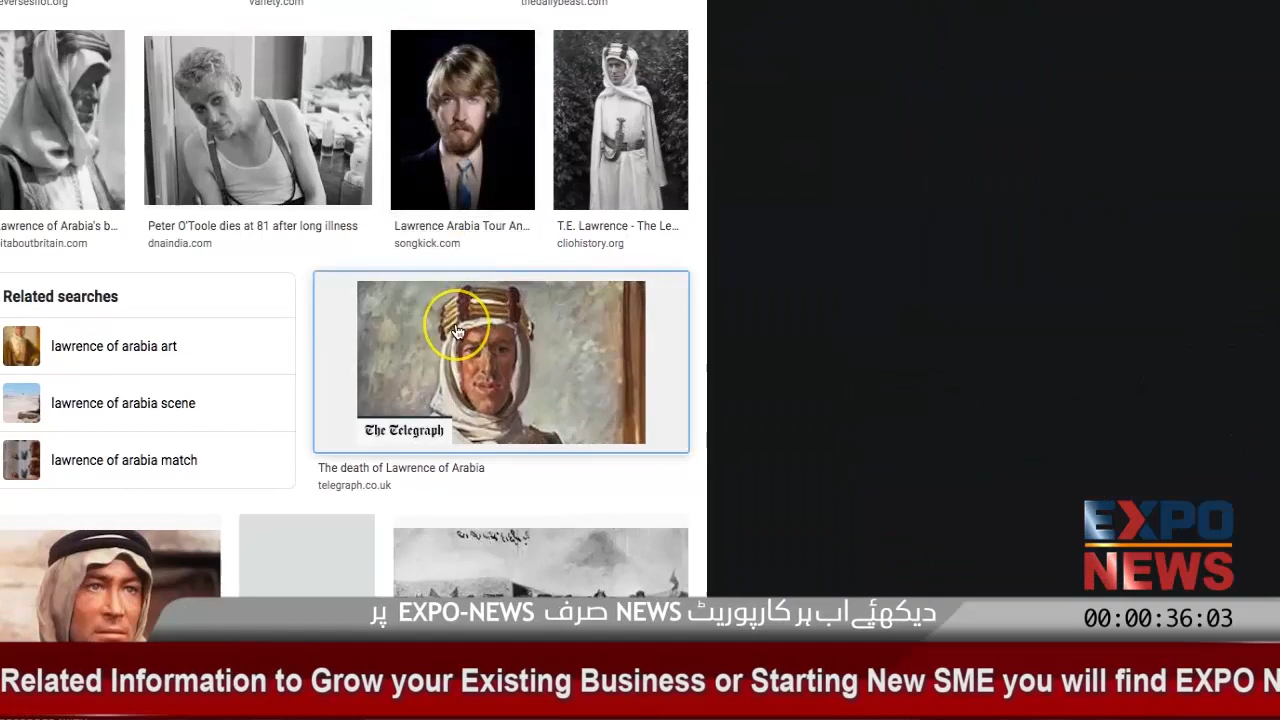 eversesflot.org
variety.com
thedailybeast.com
awrence of Arabia's b...
itaboutbritain.com
Peter O'Toole dies at 81 after long illness
dnaindia.com
Lawrence Arabia Tour An...
songkick.com
T.E. Lawrence - The Le...
cliohistory.org
Related searches
lawrence of arabia art
lawrence of arabia scene
lawrence of arabia match
The Telegraph
The death of Lawrence of Arabia
telegraph.co.uk
EXPO
NEWS
دیکھئے اب ہر کارپوریٹ NEWS صرف EXPO-NEWS پر
00:00:36:03
Related Information to Grow your Existing Business or Starting New SME you will find EXPO N